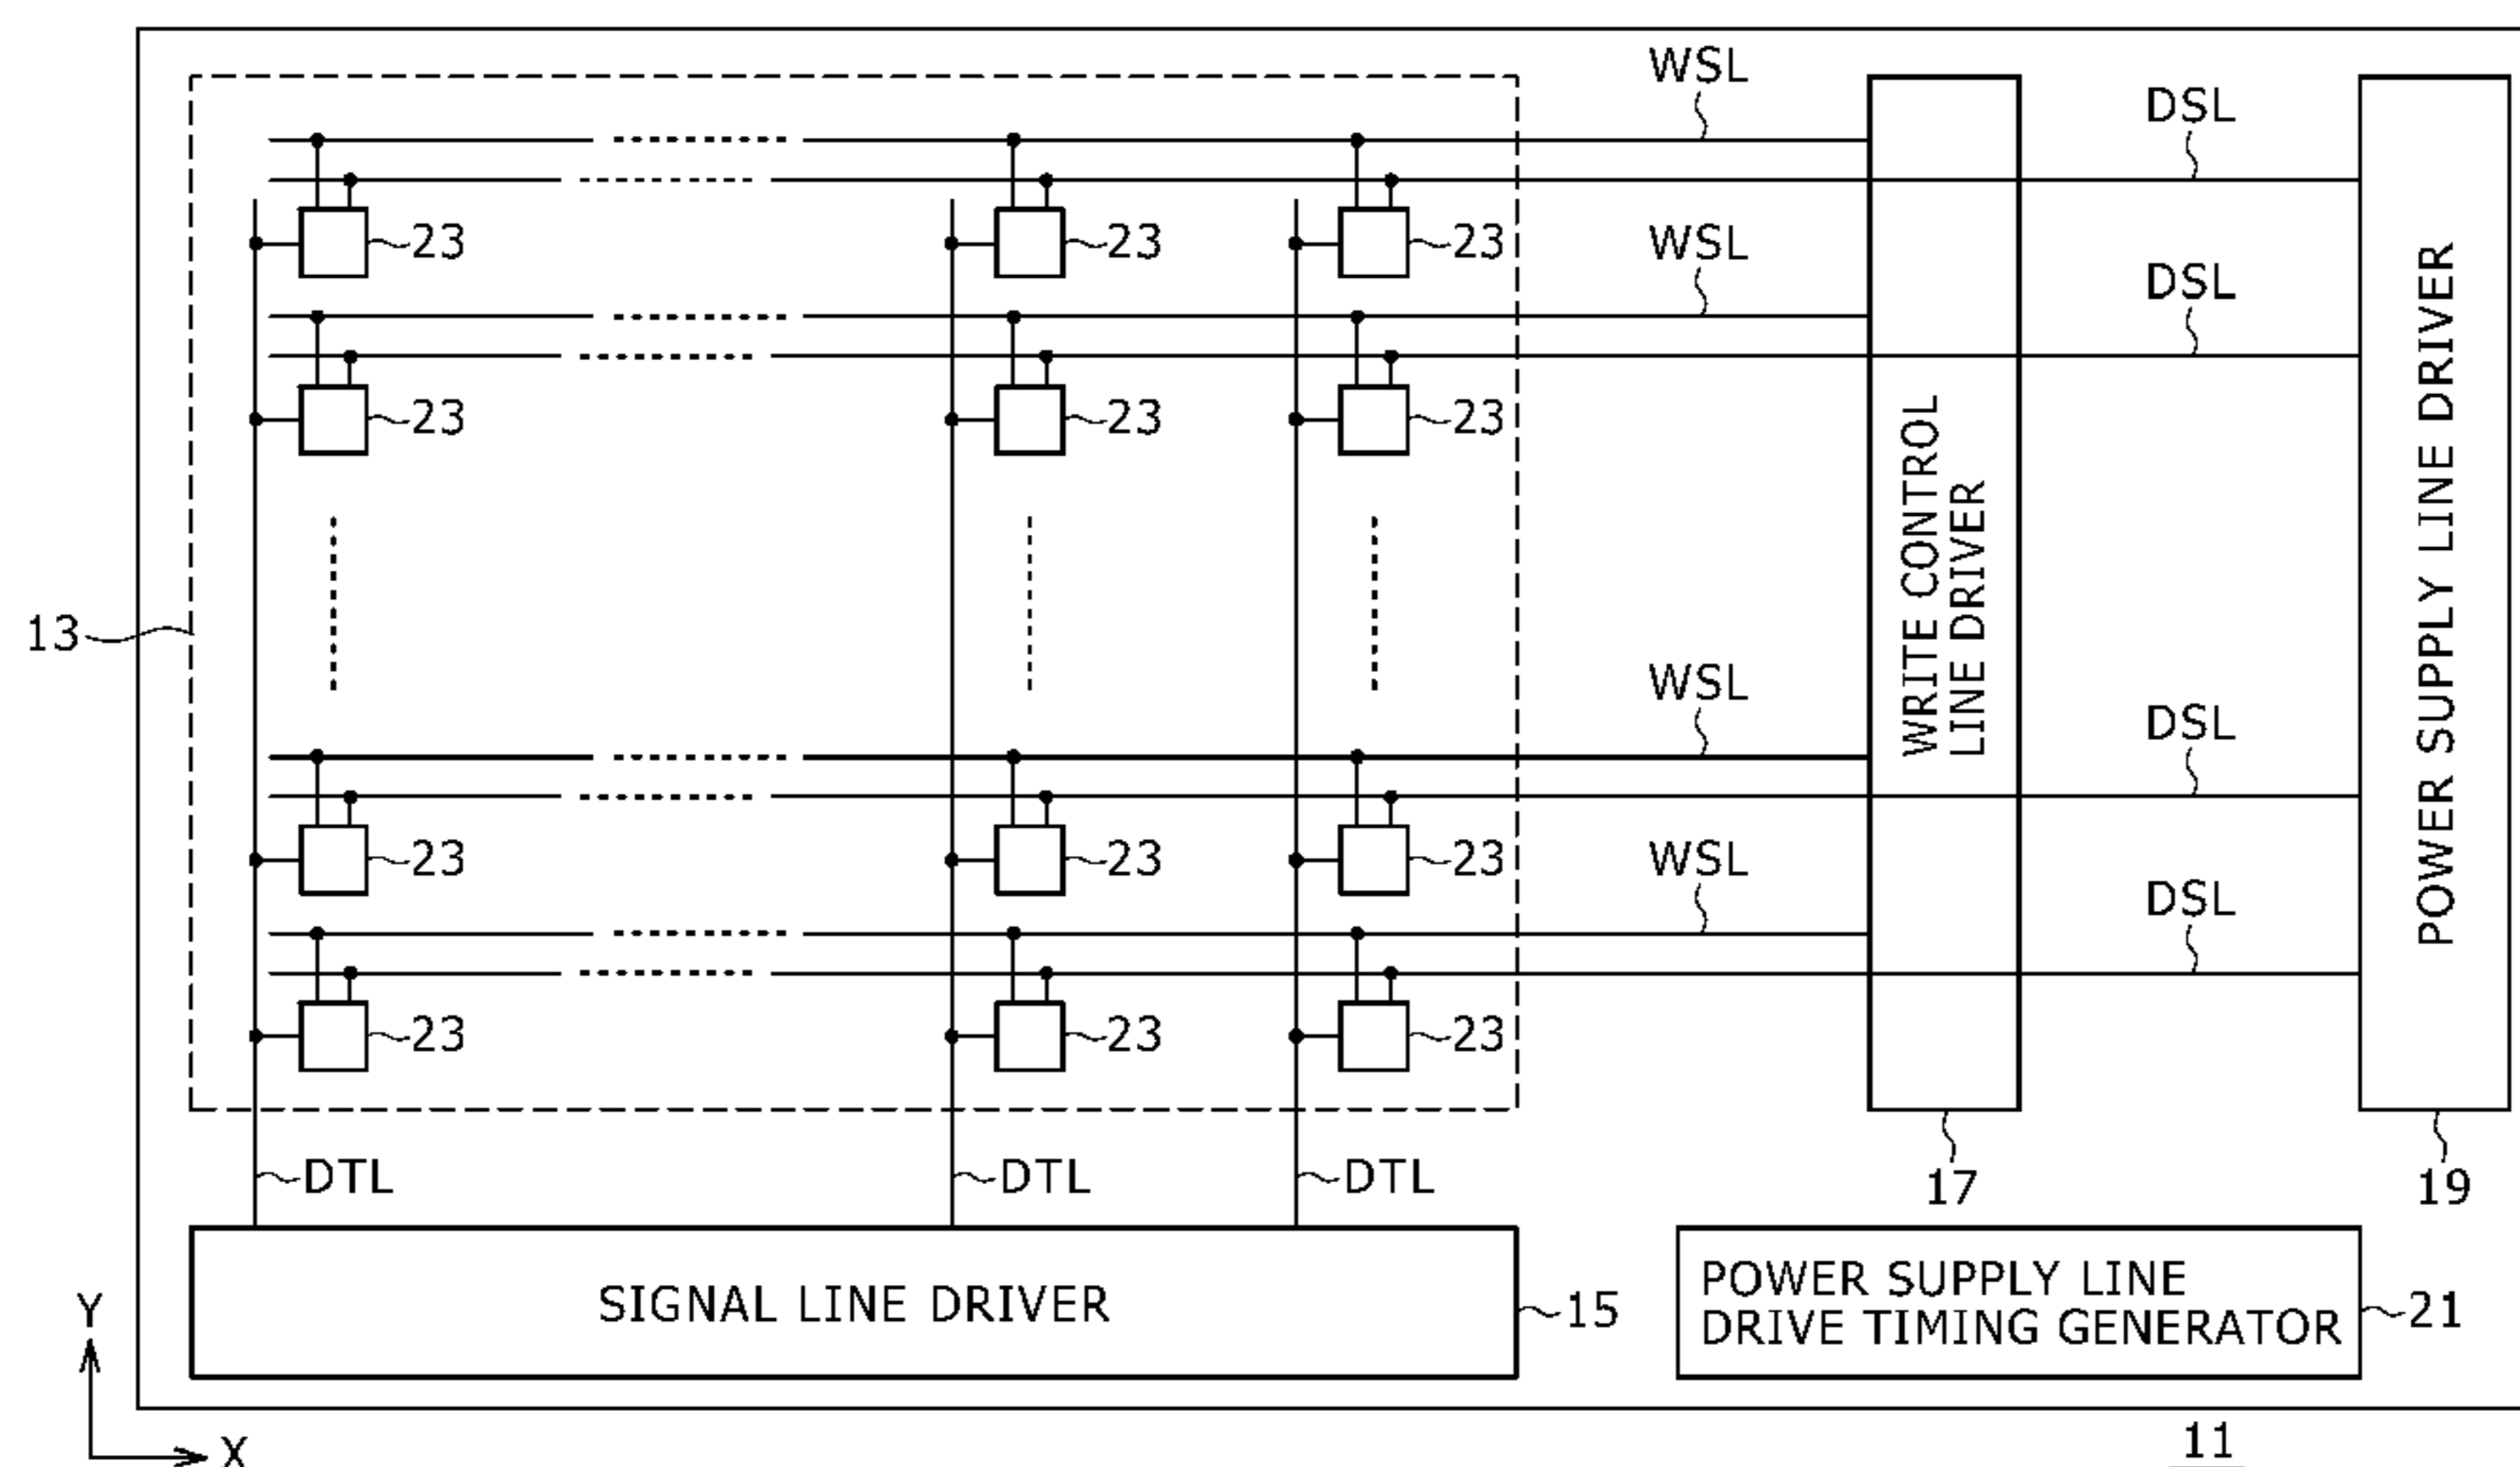 WSL
DSL
23 23 23
WSL
DSL
23 23 23
WRITE CONTROL
LINE DRIVER
POWER SUPPLY LINE DRIVER
13
WSL
DSL
23 23 23
WSL
DSL
23 23 23
DTL DTL DTL
17 19
SIGNAL LINE DRIVER
15
POWER SUPPLY LINE
DRIVE TIMING GENERATOR
21
Y
X
11